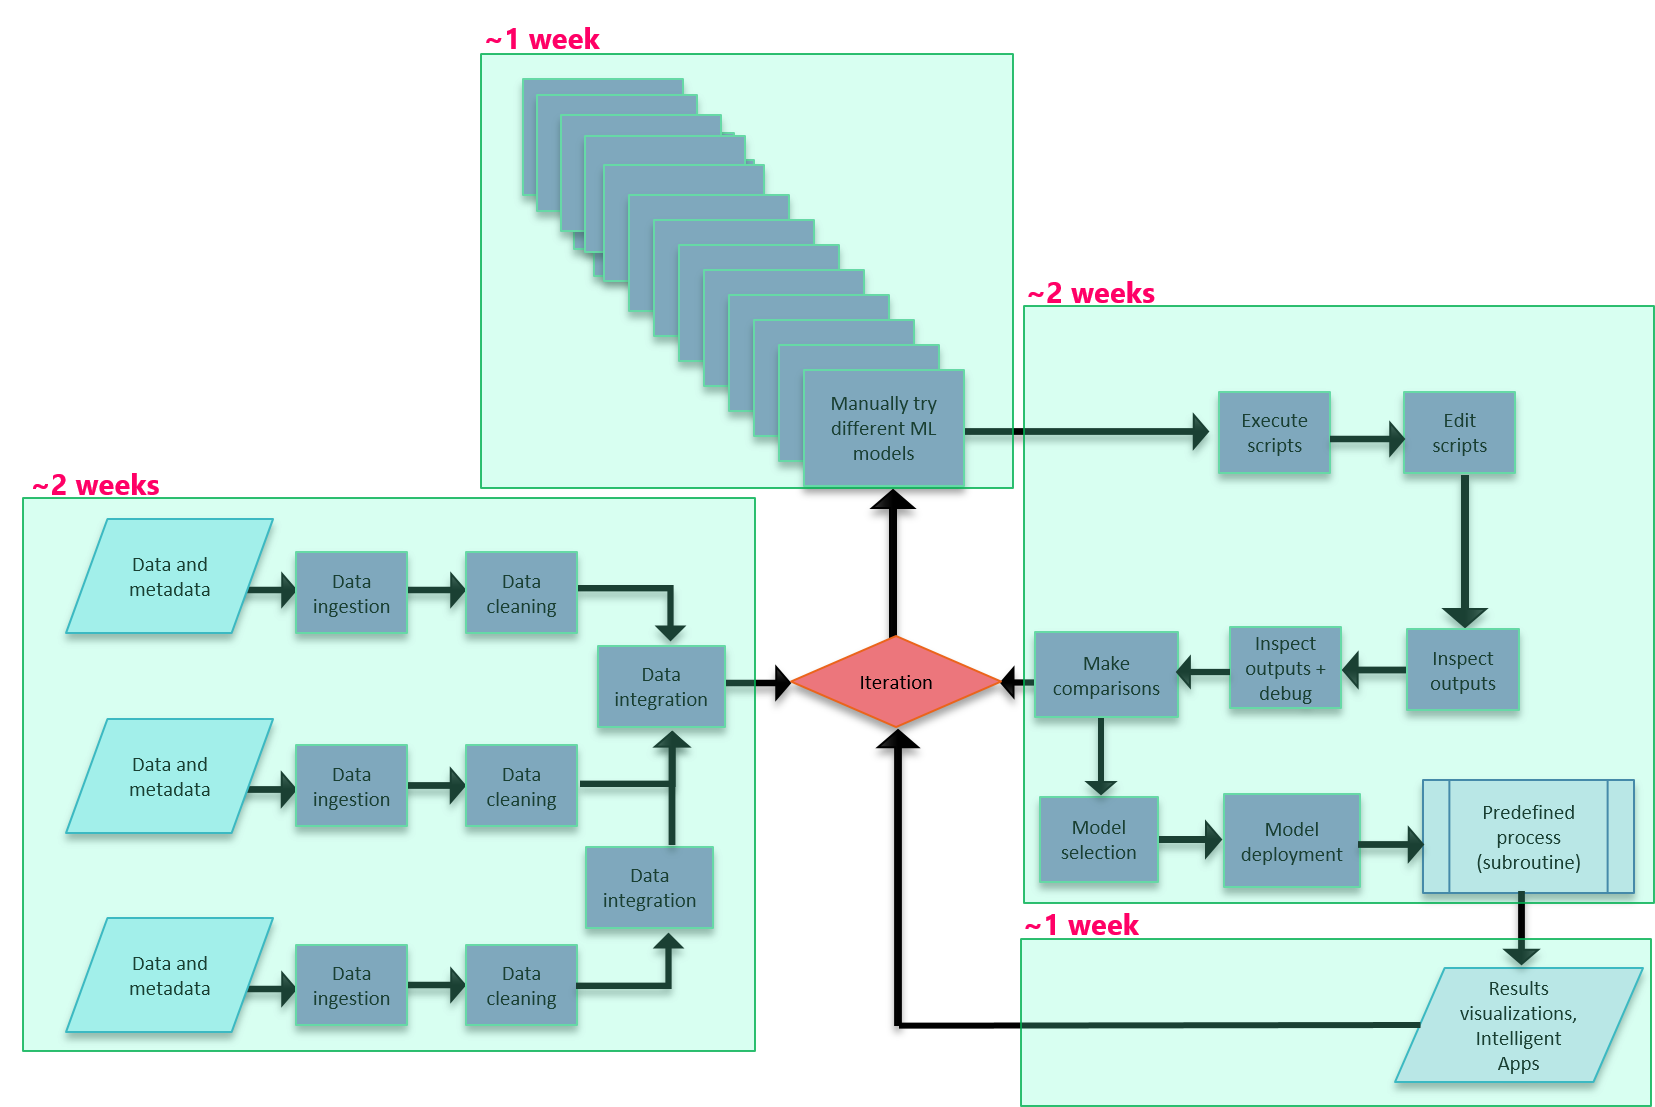 ~1 week
Manually try
different ML
models
~2 weeks
Execute
scripts
Edit
scripts
Inspect
outputs
Inspect
outputs +
debug
Make
comparisons
Model
selection
Model
deployment
Predefined
process
(subroutine)
~2 weeks
Data and
metadata
Data
ingestion
Data
cleaning
Data
integration
Data and
metadata
Data
ingestion
Data
cleaning
Data
integration
Data and
metadata
Data
ingestion
Data
cleaning
Iteration
~1 week
Results
visualizations,
Intelligent
Apps